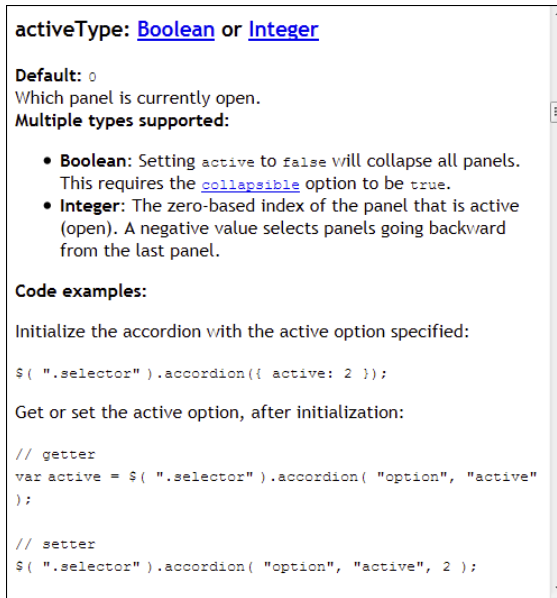 activeType: Boolean or Integer
Default: 0
Which panel is currently open.
Multiple types supported:
• Boolean: Setting active to false will collapse all panels.
This requires the collapsible option to be true.
• Integer: The zero-based index of the panel that is active
(open). A negative value selects panels going backward
from the last panel.
Code examples:
Initialize the accordion with the active option specified:
$( ".selector" ).accordion({ active: 2 });
Get or set the active option, after initialization:
// getter
var active = $( ".selector" ).accordion( "option", "active"
);
// setter
$( ".selector" ).accordion( "option", "active", 2 );